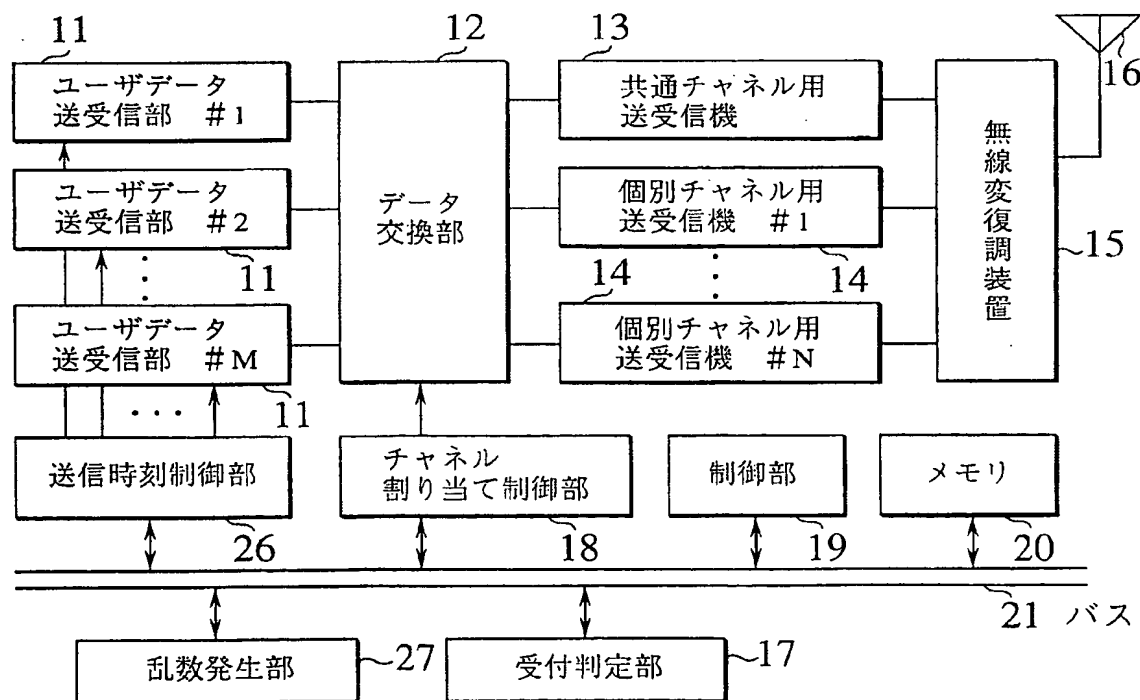 11
12
13
16
ユーザデータ
送受信部 #1
共通チャネル用
送受信機
ユーザデータ
送受信部 #2
データ
交換部
個別チャネル用
送受信機 #1
無線変復調装置
15
11
14
14
ユーザデータ
送受信部 #M
個別チャネル用
送受信機 #N
11
送信時刻制御部
チャネル
割り当て制御部
制御部
メモリ
26
18
19
20
21 バス
乱数発生部
27
受付判定部
17